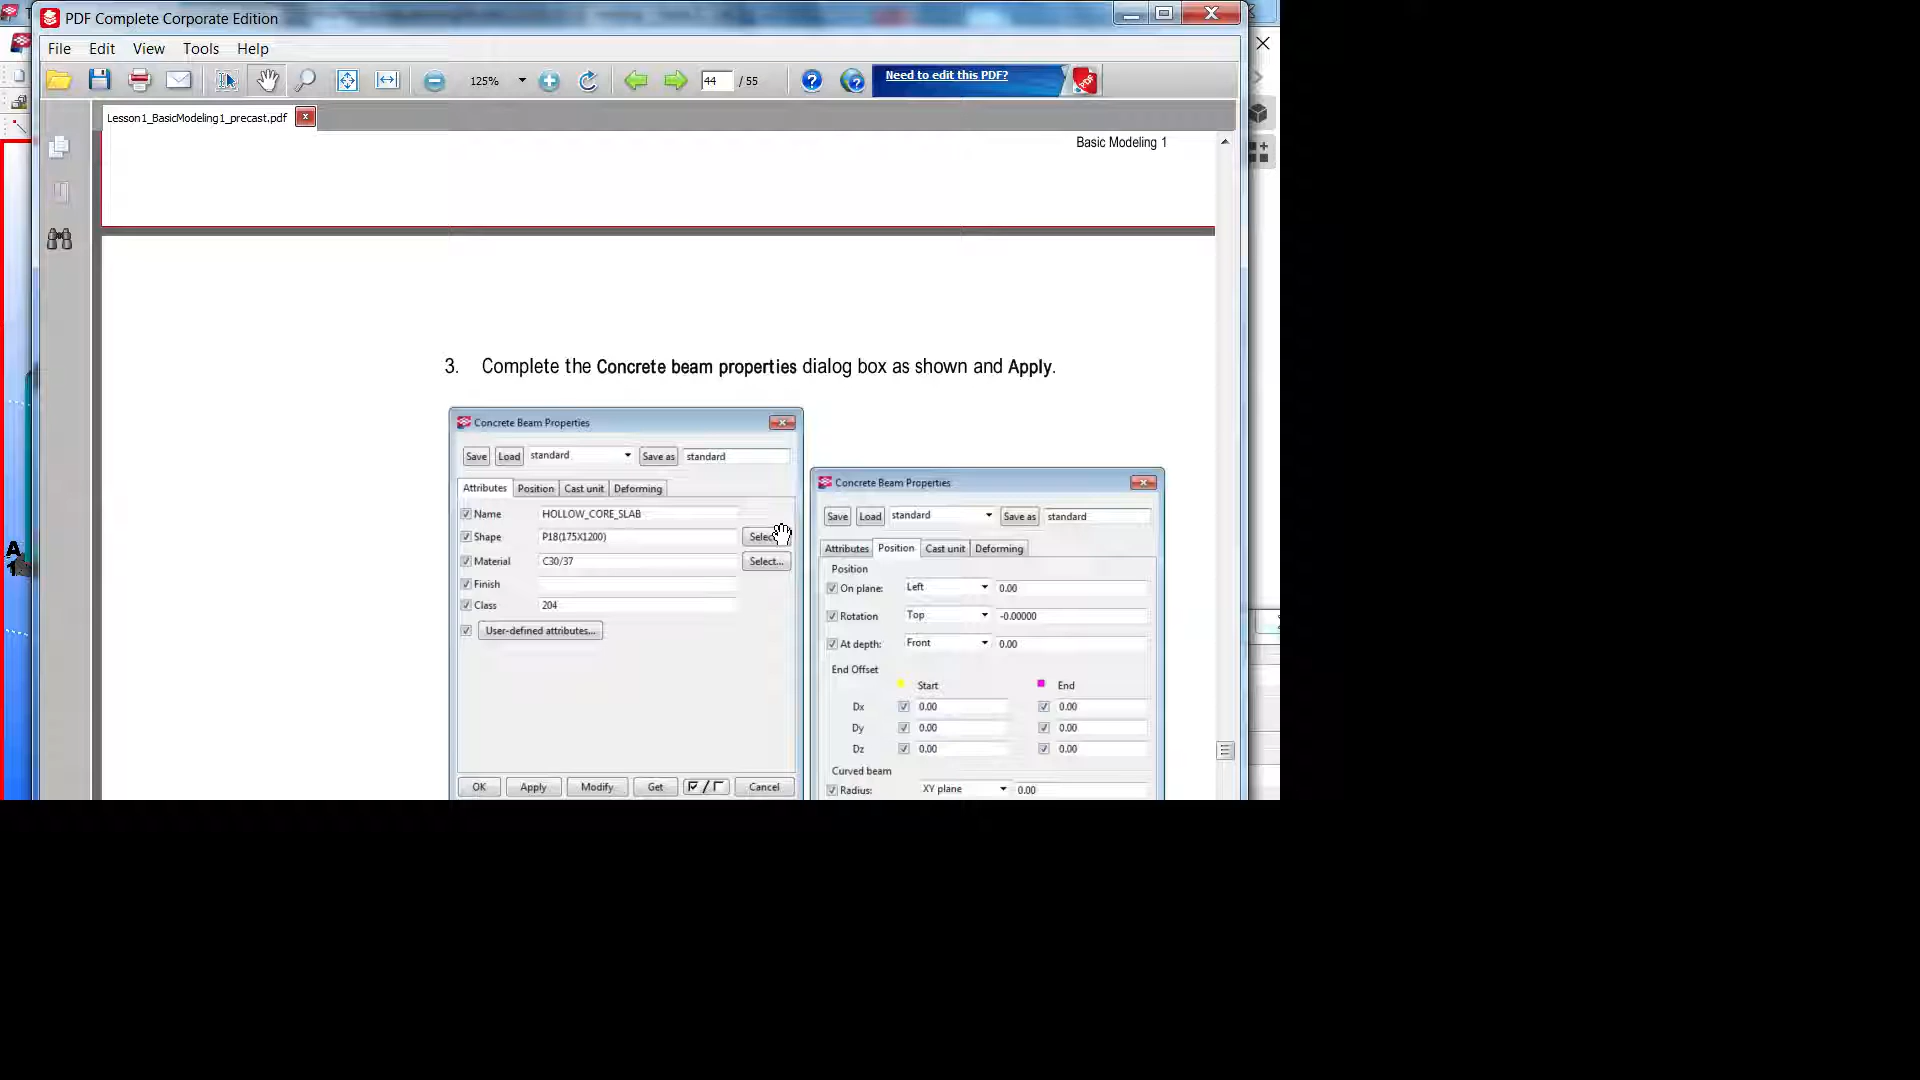 PDF Complete Corporate Edition
File Edit View Tools Help
125% 44 / 55 Need to edit this PDF?
Lesson1_BasicModeling1_precast.pdf
Basic Modeling 1
3. Complete the Concrete beam properties dialog box as shown and Apply.
Concrete Beam Properties
Save Load standard Save as standard
Attributes Position Cast unit Deforming
Name HOLLOW_CORE_SLAB
Shape P18(175X1200)
Material C30/37 Select...
Finish
Class 204
User-defined attributes...
OK Apply Modify Get Cancel
Concrete Beam Properties
Save Load standard Save as standard
Attributes Position Cast unit Deforming
Position
On plane: Left 0.00
Rotation Top -0.00000
At depth: Front 0.00
End Offset
Start End
Dx 0.00 0.00
Dy 0.00 0.00
Dz 0.00 0.00
Curved beam
Radius: XY plane 0.00
A
1